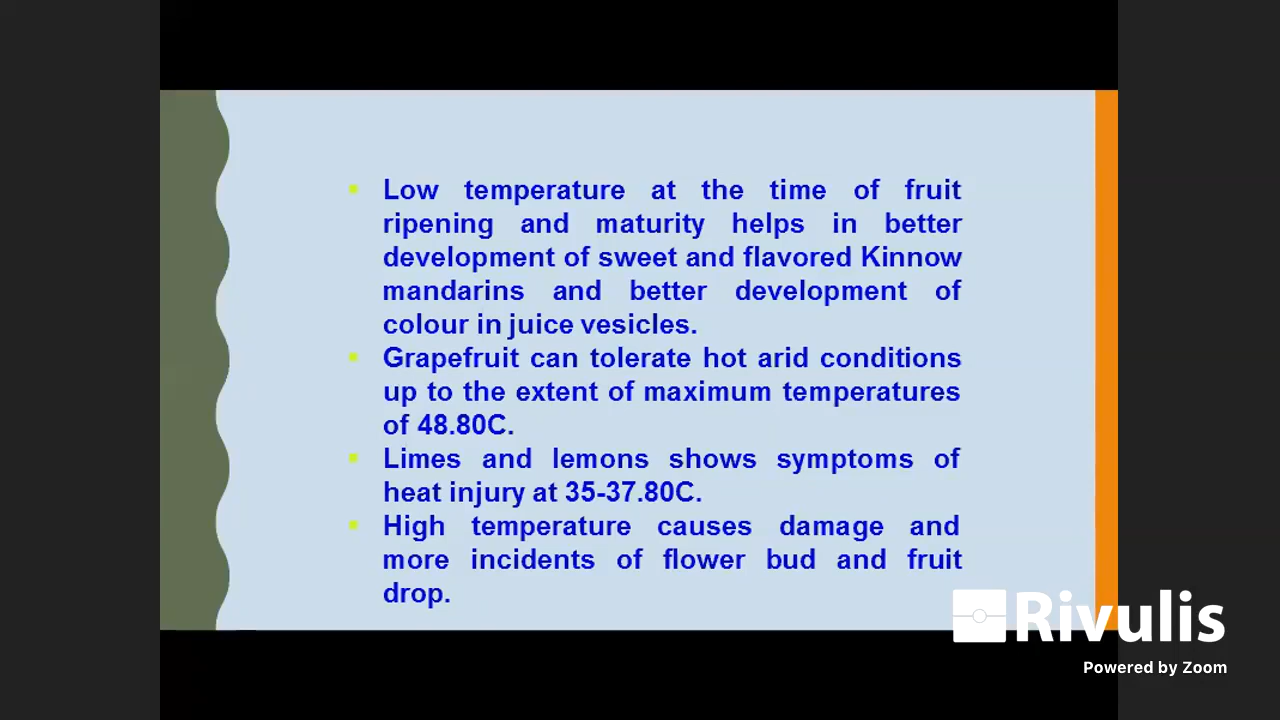 Low temperature at the time of fruit
ripening and maturity helps in better
development of sweet and flavored Kinnow
mandarins and better development of
colour in juice vesicles.
Grapefruit can tolerate hot arid conditions
up to the extent of maximum temperatures
of 48.80C.
Limes and lemons shows symptoms of
heat injury at 35-37.80C.
High temperature causes damage and
more incidents of flower bud and fruit
drop.
Rivulis
Powered by Zoom